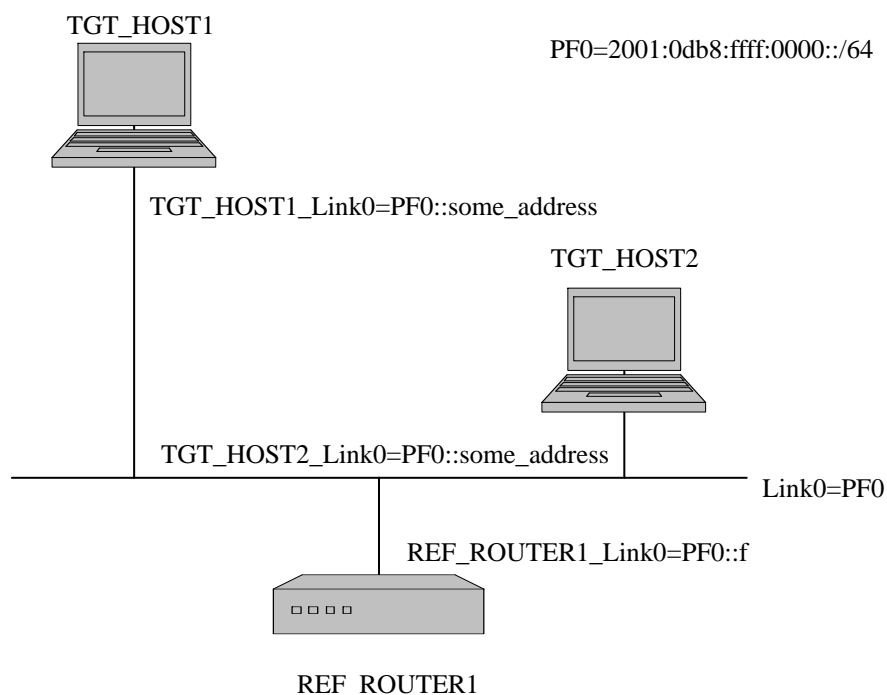 TGT_HOST1
PF0=2001:0db8:ffff:0000::/64
TGT_HOST1_Link0=PF0::some_address
TGT_HOST2
TGT_HOST2_Link0=PF0::some_address
Link0=PF0
REF_ROUTER1_Link0=PF0::f
REF_ROUTER1